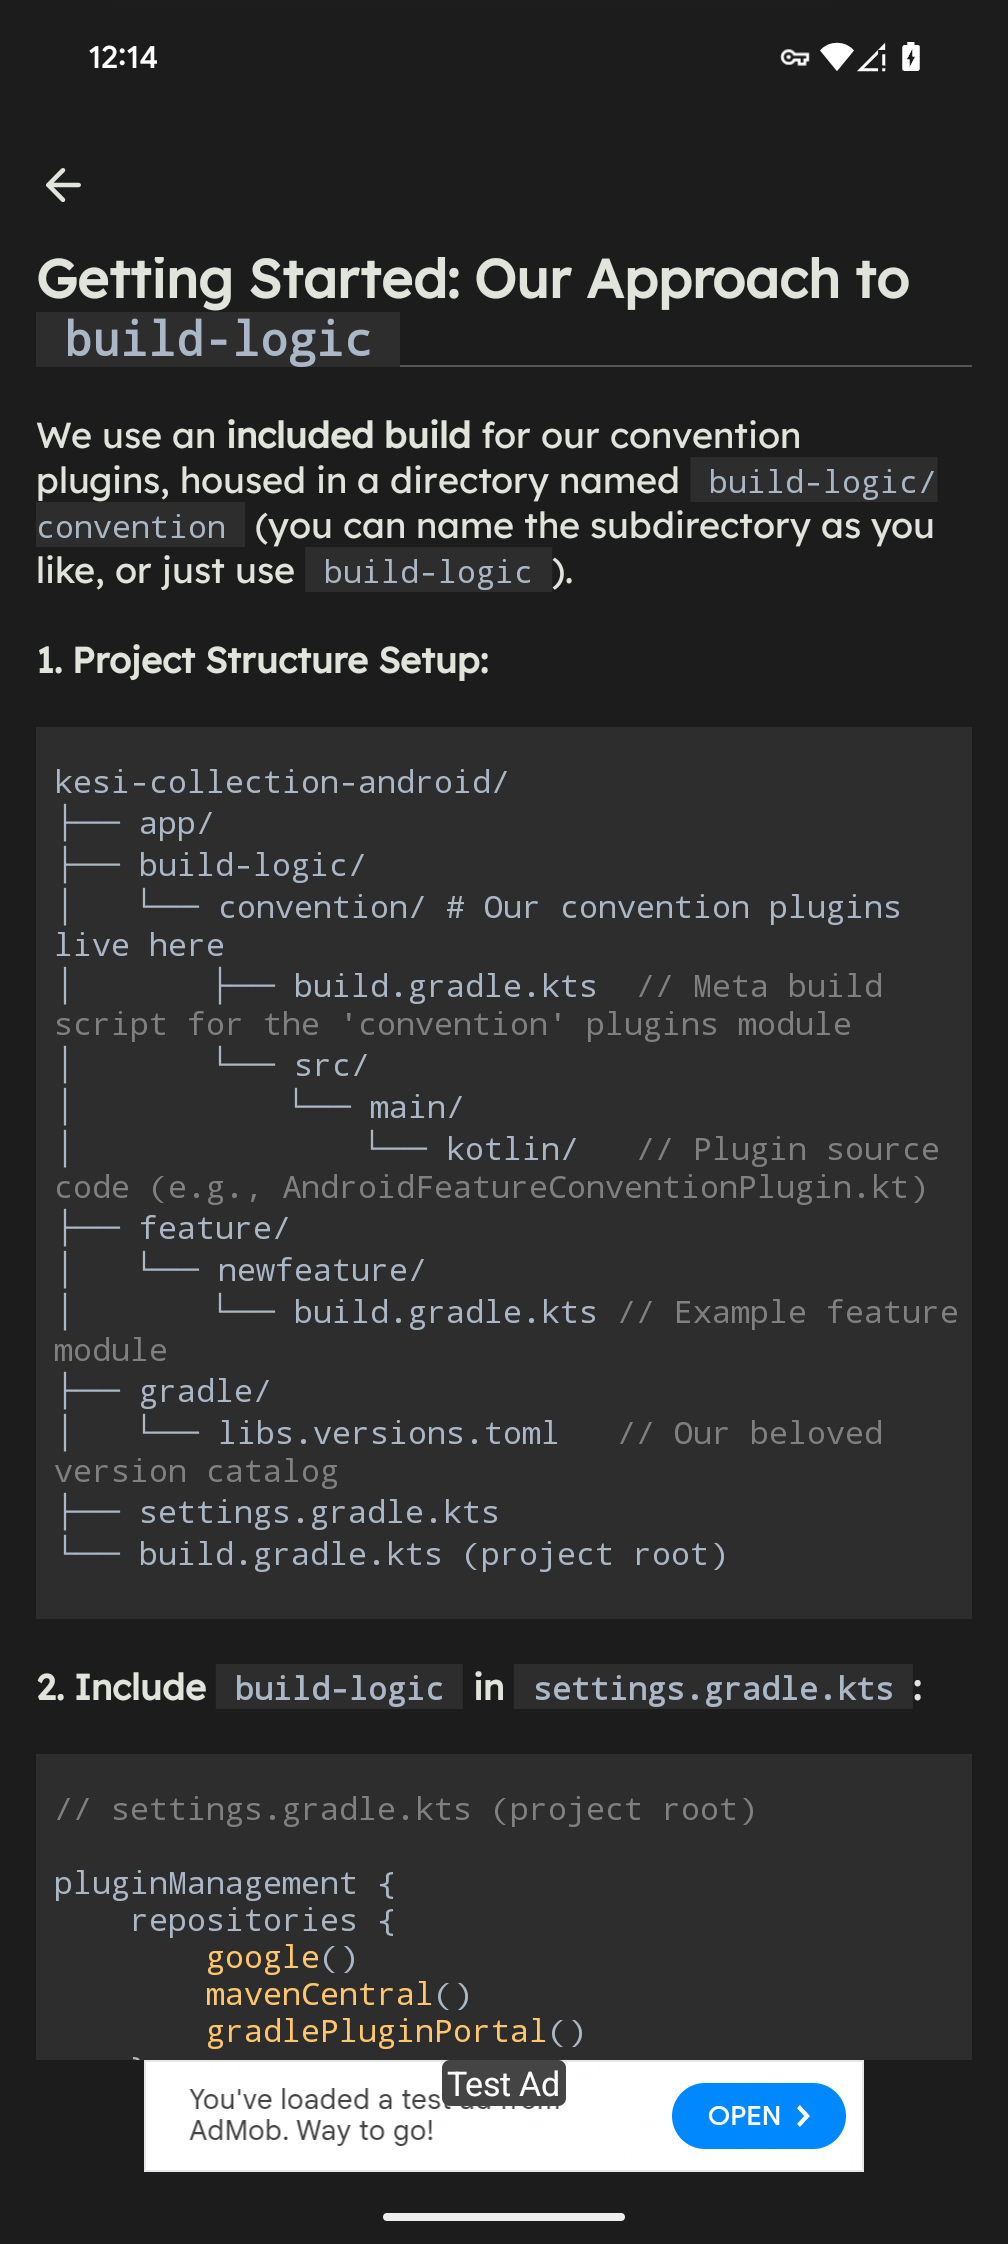 12:14
Getting Started: Our Approach to
build-logic
We use an included build for our convention
plugins, housed in a directory named build-logic/
convention (you can name the subdirectory as you
like, or just use build-logic ).
1. Project Structure Setup:
kesi-collection-android/
├── app/
├── build-logic/
│   └── convention/ # Our convention plugins
live here
│       ├── build.gradle.kts  // Meta build
script for the 'convention' plugins module
│       └── src/
│           └── main/
│               └── kotlin/   // Plugin source
code (e.g., AndroidFeatureConventionPlugin.kt)
├── feature/
│   └── newfeature/
│       └── build.gradle.kts // Example feature
module
├── gradle/
│   └── libs.versions.toml   // Our beloved
version catalog
├── settings.gradle.kts
└── build.gradle.kts (project root)
2. Include build-logic in settings.gradle.kts :
// settings.gradle.kts (project root)
pluginManagement {
    repositories {
        google()
        mavenCentral()
        gradlePluginPortal()
Test Ad
You've loaded a test ad from
AdMob. Way to go!
OPEN